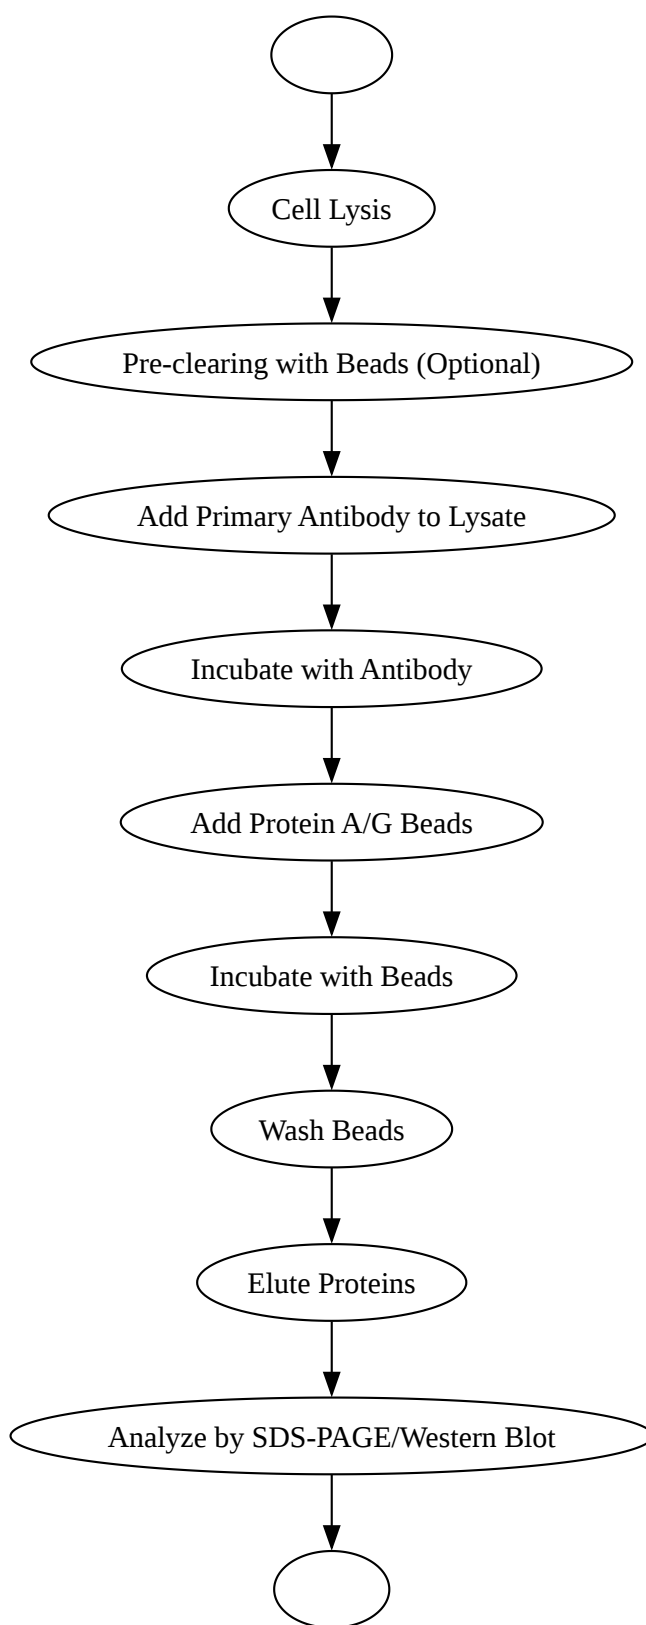 Cell Lysis
Pre-clearing with Beads (Optional)
Add Primary Antibody to Lysate
Incubate with Antibody
Add Protein A/G Beads
Incubate with Beads
Wash Beads
Elute Proteins
Analyze by SDS-PAGE/Western Blot